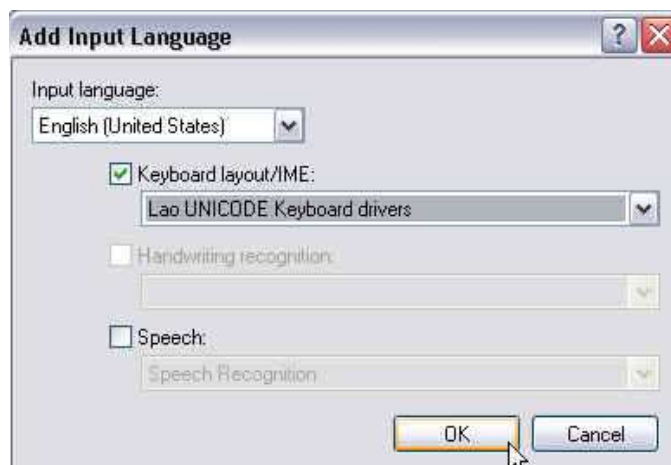 Add Input Language
Input language:
English (United States)
Keyboard layout/IME:
Lao UNICODE Keyboard drivers
Handwriting recognition:
Speech:
Speech Recognition
OK Cancel